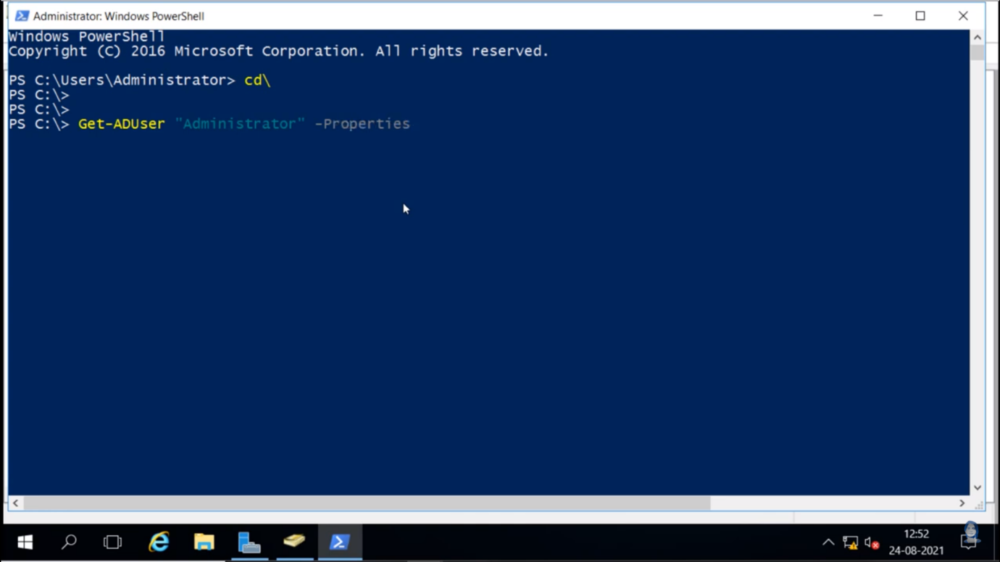 Administrator: Windows PowerShell
Windows PowerShell
Copyright (C) 2016 Microsoft Corporation. All rights reserved.
PS C:\Users\Administrator> cd\
PS C:\>
PS C:\>
PS C:\> Get-ADUser "Administrator" -Properties
12:52
24-08-2021